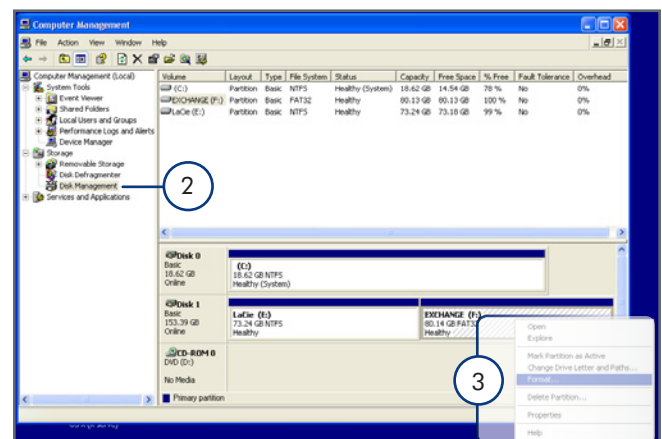 Computer Management
File Action View Window Help
Computer Management (Local)
System Tools
Event Viewer
Shared Folders
Local Users and Groups
Performance Logs and Alerts
Device Manager
Storage
Removable Storage
Disk Defragmenter
Disk Management
Services and Applications
2
Volume Layout Type File System Status Capacity Free Space % Free Fault Tolerance Overhead
(C:) Partition Basic NTFS Healthy (System) 18.62 GB 14.54 GB 78 % No 0%
EXCHANGE (F:) Partition Basic FAT32 Healthy 80.13 GB 80.13 GB 100 % No 0%
LaCie (E:) Partition Basic NTFS Healthy 73.24 GB 73.18 GB 99 % No 0%
Disk 0
Basic
18.62 GB
Online
(C:)
18.62 GB NTFS
Healthy (System)
Disk 1
Basic
153.39 GB
Online
LaCie (E:)
73.24 GB NTFS
Healthy
EXCHANGE (F:)
80.14 GB FAT32
Healthy
CD-ROM 0
DVD (D:)
No Media
Primary partition
3
Open
Explore
Mark Partition as Active
Change Drive Letter and Paths...
Format...
Delete Partition...
Properties
Help